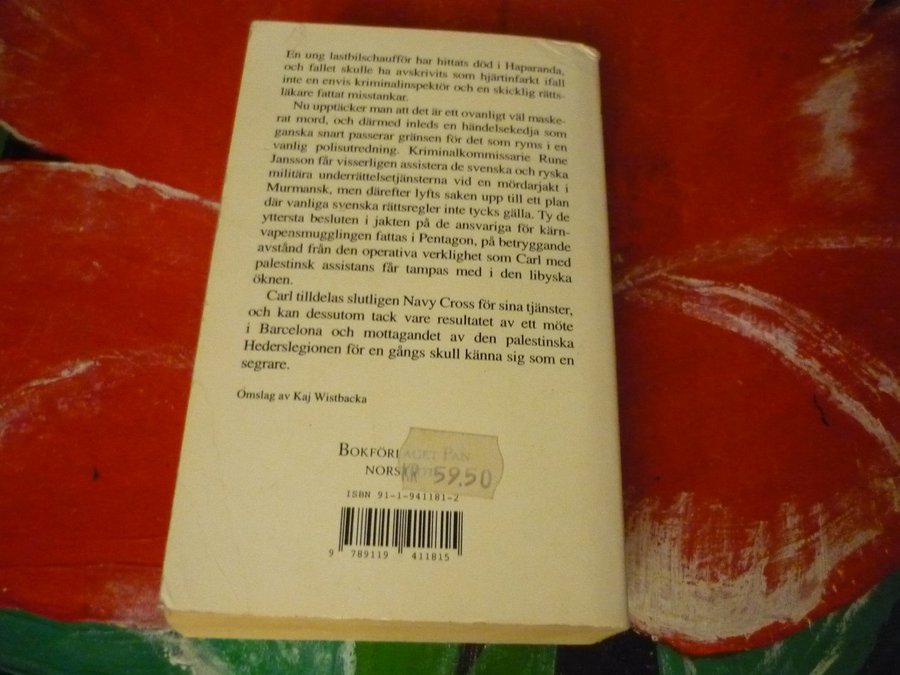 En ung lastbilschaufför har hittats död i Haparanda,
och fallet skulle ha avskrivits som hjärtinfarkt ifall
inte en envis kriminalinspektör och en skicklig rätts-
läkare fattat misstankar.
Nu upptäcker man att det är ett ovanligt väl maske-
rat mord, och därmed inleds en händelsekedja som
ganska snart passerar gränsen för det som ryms i en
vanlig polisutredning. Kriminalkommissarie Rune
Jansson får visserligen assistera de svenska och ryska
militära underrättelsetjänsterna vid en mördarjakt i
Murmansk, men därefter lyfts saken upp till ett plan
där vanliga svenska rättsregler inte tycks gälla. Ty de
yttersta besluten i jakten på de ansvariga för kärn-
vapensmugglingen fattas i Pentagon, på betryggande
avstånd från den operativa verklighet som Carl med
palestinsk assistans får tampas med i den libyska
öknen.
Carl tilldelas slutligen Navy Cross för sina tjänster,
och kan dessutom tack vare resultatet av ett möte
i Barcelona och mottagandet av den palestinska
Hederslegionen för en gångs skull känna sig som en
segrare.
Omslag av Kaj Wistbacka
BOKFÖRLAGET PAN
NORS
KR 59.50
ISBN 91-1-941181-2
9 789119 411815